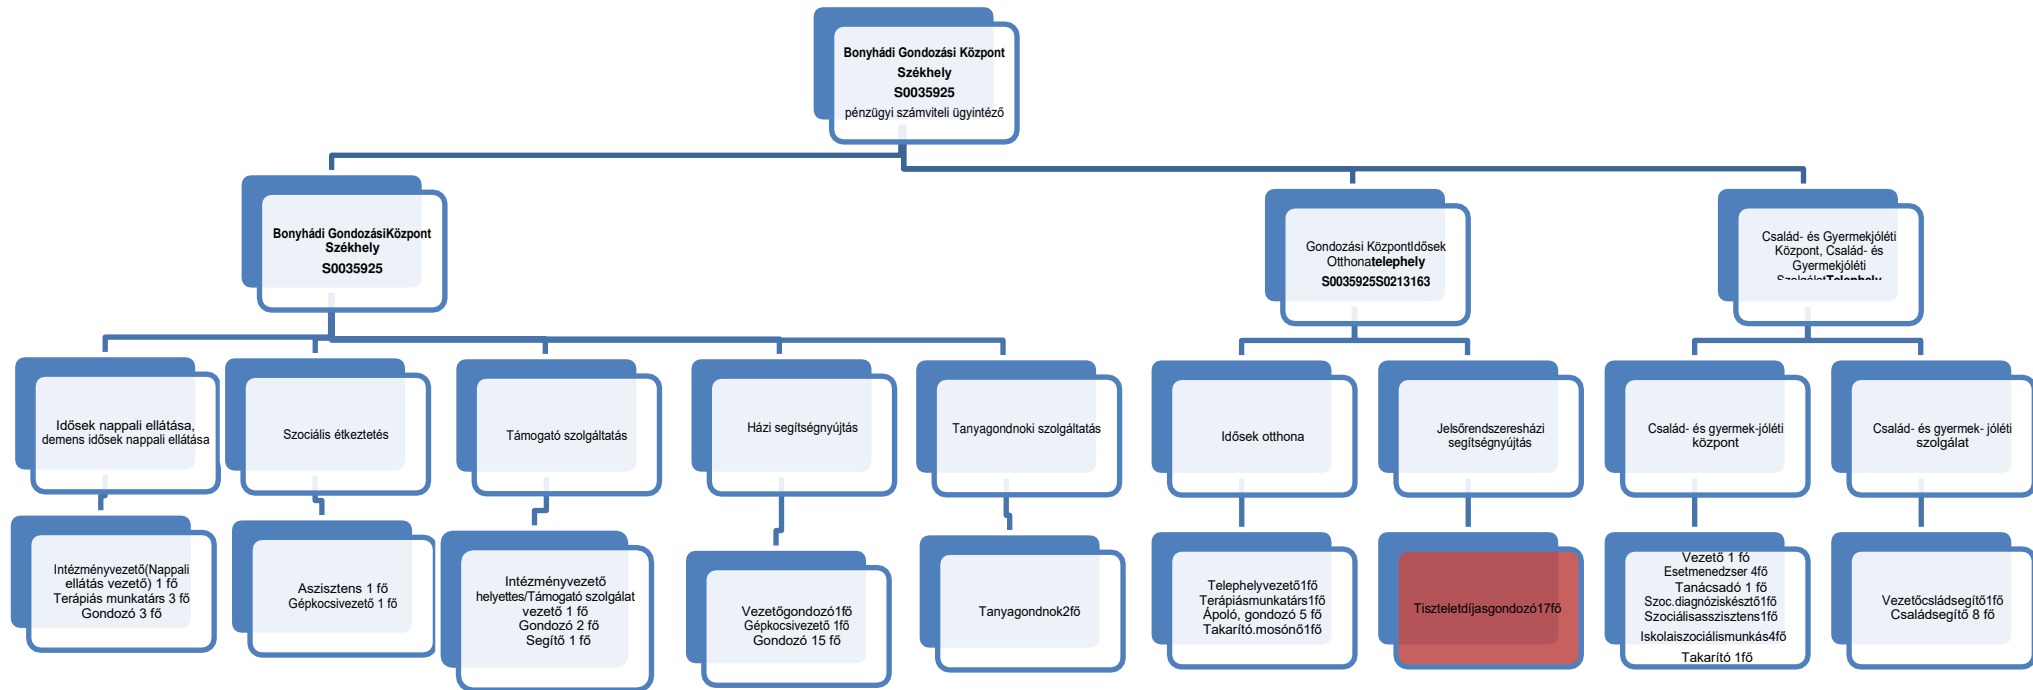 Bonyhádi Gondozási Központ
Székhely
S0035925
pénzügyi számviteli ügyintéző
Bonyhádi GondozásiKözpont
Székhely
S0035925
Gondozási KözpontIdősek
Otthonatelephely
S0035925S0213163
Család- és Gyermekjóléti
Központ, Család- és
Gyermekjóléti
SzolgálatTelephely
Idősek nappali ellátása,
demens idősek nappali ellátása
Szociális étkeztetés
Támogató szolgáltatás
Házi segítségnyújtás
Tanyagondnoki szolgáltatás
Idősek otthona
Jelsőrendszeresházi
segítségnyújtás
Család- és gyermek-jóléti
központ
Család- és gyermek- jóléti
szolgálat
Intézményvezető(Nappali
ellátás vezető) 1 fő
Terápiás munkatárs 3 fő
Gondozó 3 fő
Aszisztens 1 fő
Gépkocsivezető 1 fő
Intézményvezető
helyettes/Támogató szolgálat
vezető 1 fő
Gondozó 2 fő
Segítő 1 fő
Vezetőgondozó1fő
Gépkocsivezető 1fő
Gondozó 15 fő
Tanyagondnok2fő
Telephelyvezető1fő
Terápiásmunkatárs1fő
Ápoló, gondozó 5 fő
Takarító.mosónő1fő
Tiszteletdíjasgondozó17fő
Vezető 1 fó
Esetmenedzser 4fő
Tanácsadó 1 fő
Szoc.diagnóziskésztő1fő
Szociálisasszisztens1fő
Iskolaiszociálismunkás4fő
Takarító 1fő
Vezetőcsládsegítő1fő
Családsegítő 8 fő